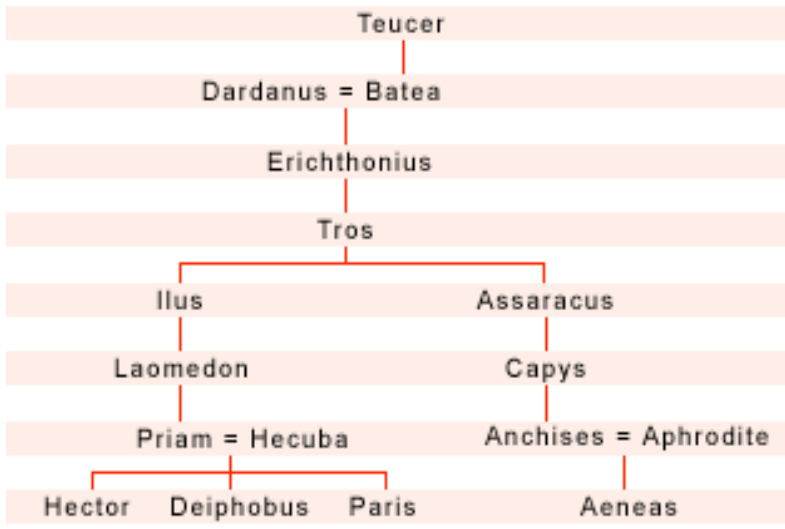 Teucer
Dardanus = Batea
Erichthonius
Tros
Ilus Assaracus
Laomedon Capys
Priam = Hecuba Anchises = Aphrodite
Hector Deiphobus Paris Aeneas